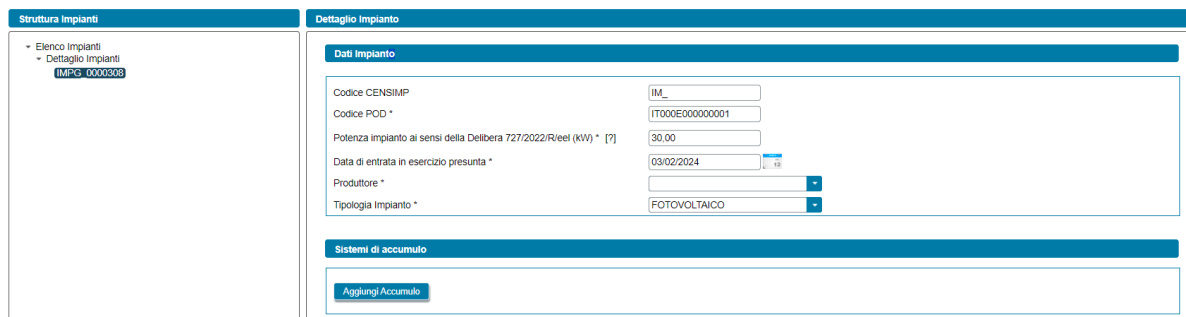 Struttura Impianti
Elenco Impianti
Dettaglio Impianti
IMPG_0000308
Dettaglio Impianto
Dati Impianto
Codice CENSIMP IM_
Codice POD * IT000E000000001
Potenza impianto ai sensi della Delibera 727/2022/R/eel (kW) * [?] 30,00
Data di entrata in esercizio presunta * 03/02/2024
Produttore *
Tipologia Impianto * FOTOVOLTAICO
Sistemi di accumulo
Aggiungi Accumulo